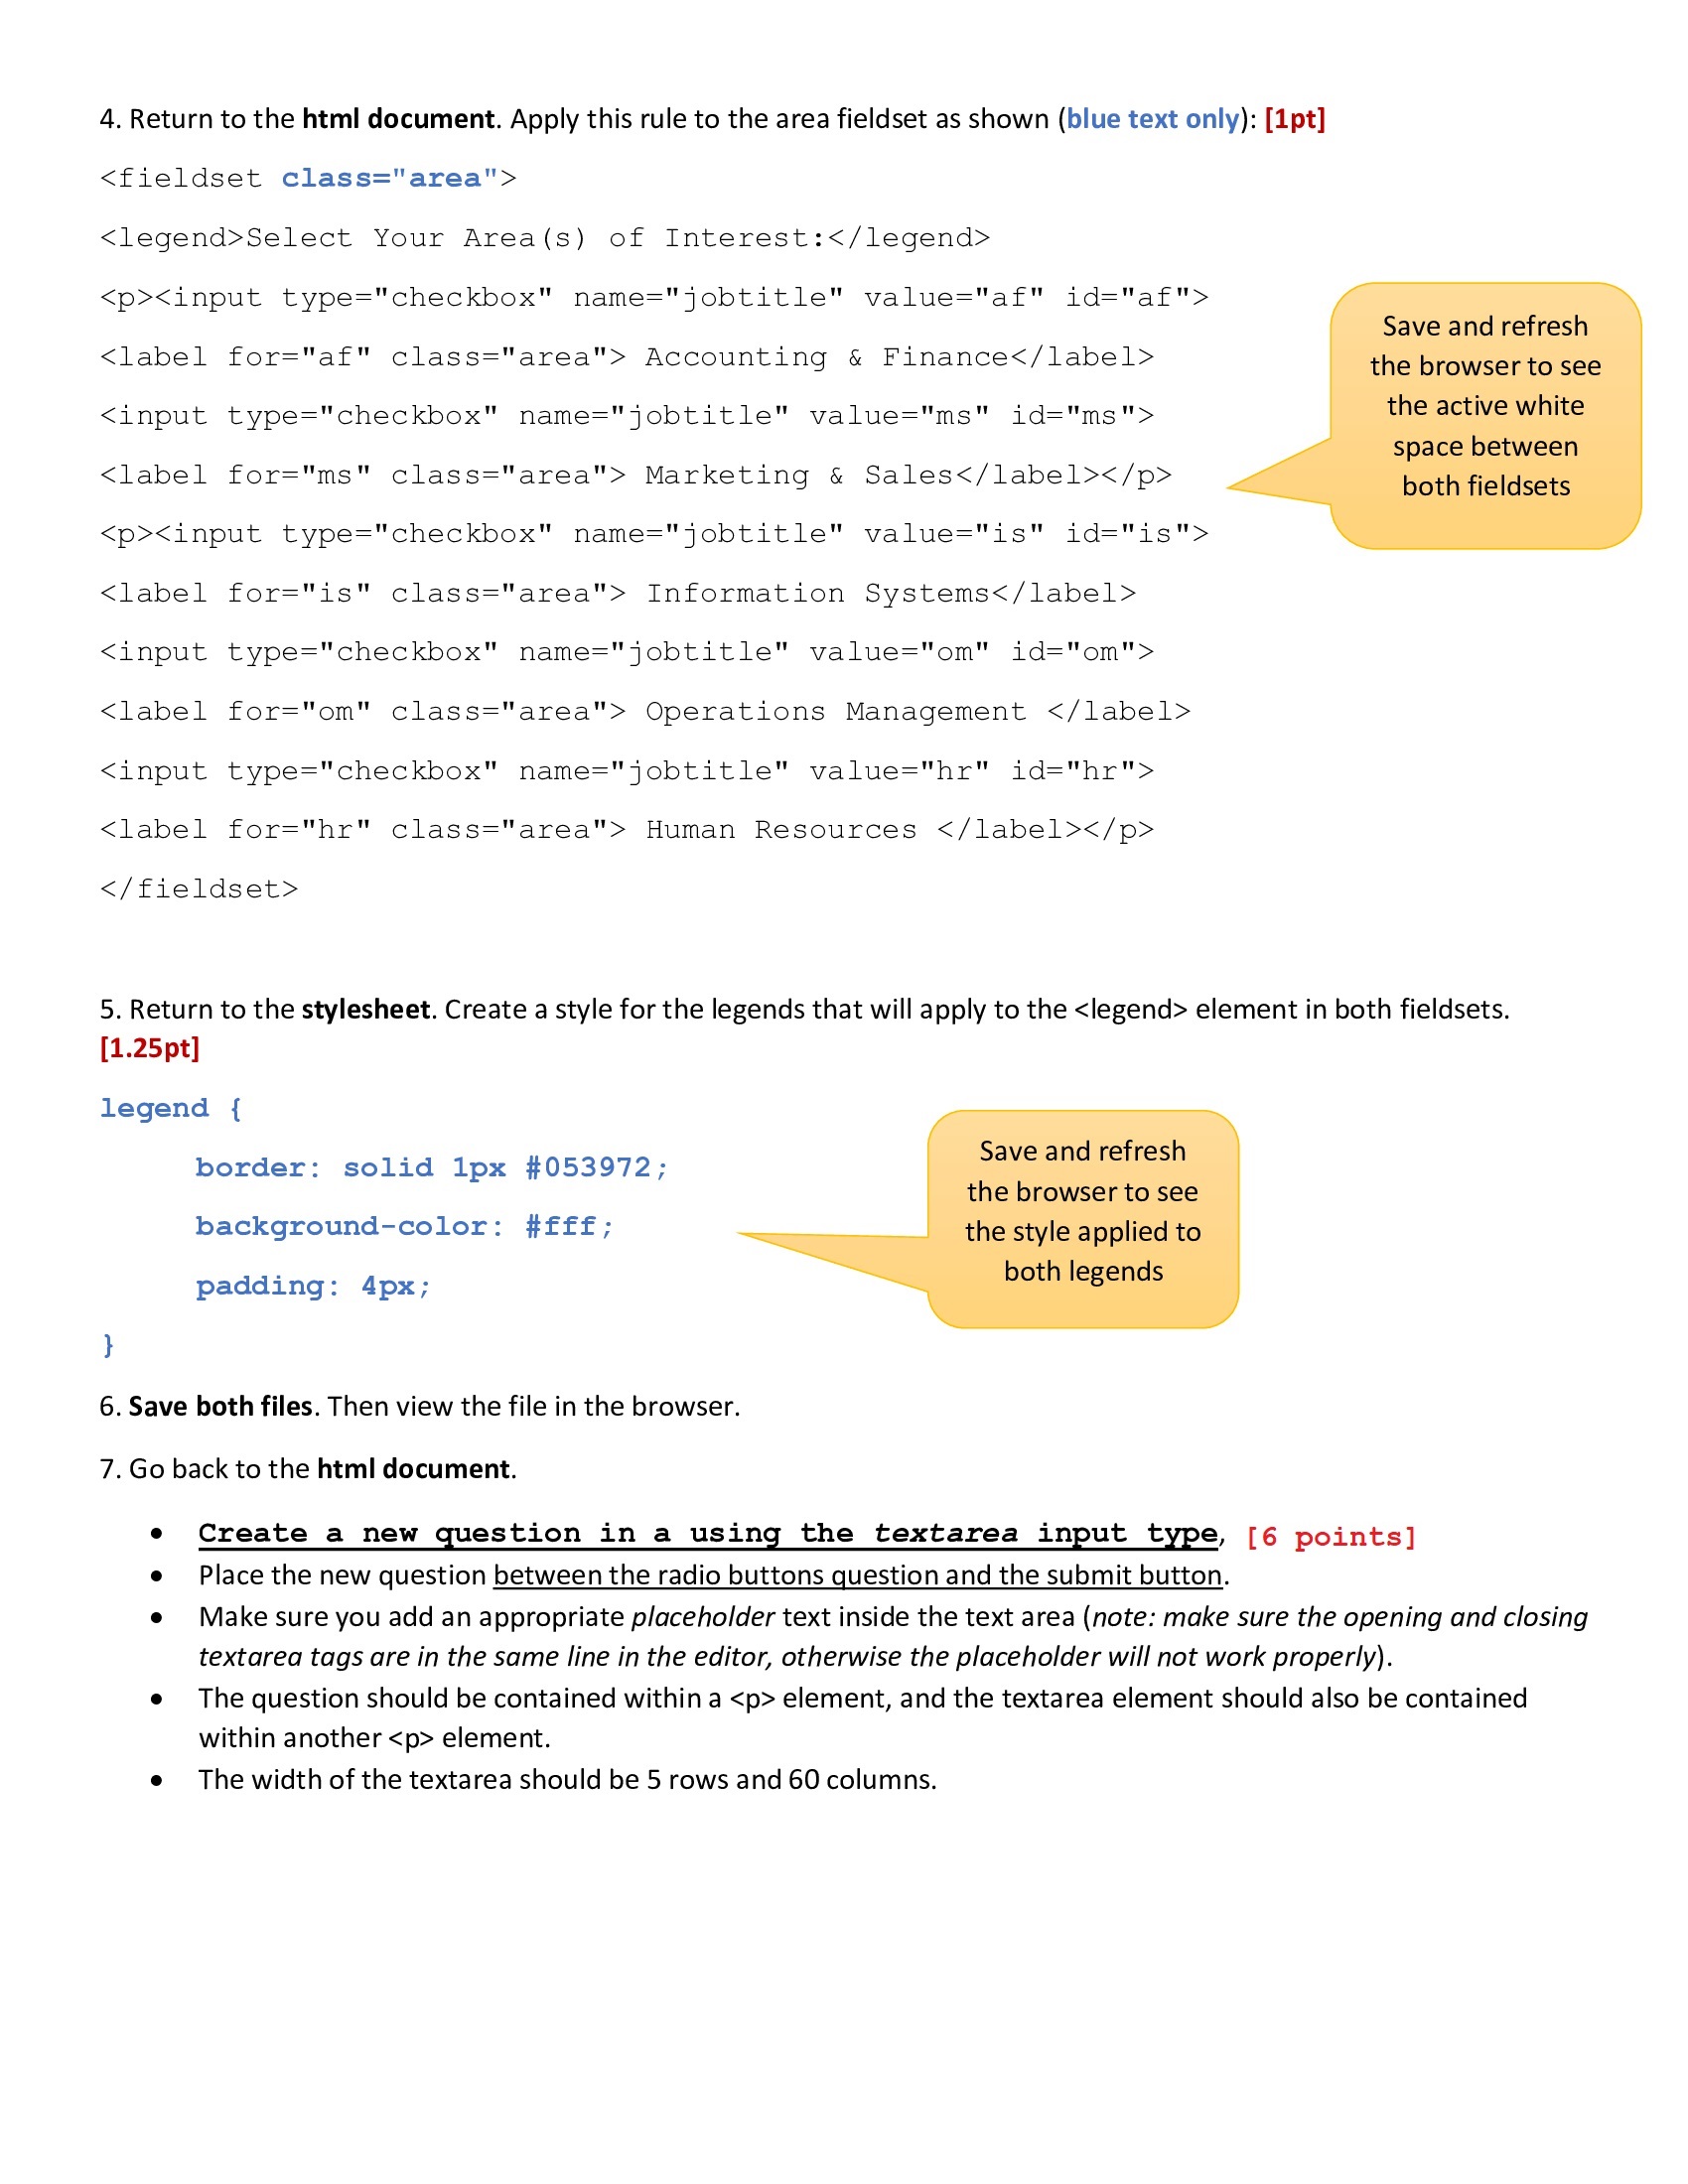 4. Return to the html document. Apply this rule to the area fieldset as shown (blue text only): [1pt]
<fieldset class="area">
<legend>Select Your Area(s) of Interest:</legend>
<p><input type="checkbox" name="jobtitle" value="af" id="af">
<label for="af" class="area"> Accounting & Finance</label>
<input type="checkbox" name="jobtitle" value="ms" id="ms">
<label for="ms" class="area"> Marketing & Sales</label></p>
<p><input type="checkbox" name="jobtitle" value="is" id="is">
<label for="is" class="area"> Information Systems</label>
<input type="checkbox" name="jobtitle" value="om" id="om">
<label for="om" class="area"> Operations Management </label>
<input type="checkbox" name="jobtitle" value="hr" id="hr">
<label for="hr" class="area"> Human Resources </label></p>
</fieldset>
Save and refresh
the browser to see
the active white
space between
both fieldsets
5. Return to the stylesheet. Create a style for the legends that will apply to the <legend> element in both fieldsets.
[1.25pt]
legend {
border: solid 1px #053972;
background-color: #fff;
padding: 4px;
}
Save and refresh
the browser to see
the style applied to
both legends
6. Save both files. Then view the file in the browser.
7. Go back to the html document.
• Create a new question in a using the textarea input type, [6 points]
• Place the new question between the radio buttons question and the submit button.
• Make sure you add an appropriate placeholder text inside the text area (note: make sure the opening and closing
textarea tags are in the same line in the editor, otherwise the placeholder will not work properly).
• The question should be contained within a <p> element, and the textarea element should also be contained
within another <p> element.
• The width of the textarea should be 5 rows and 60 columns.